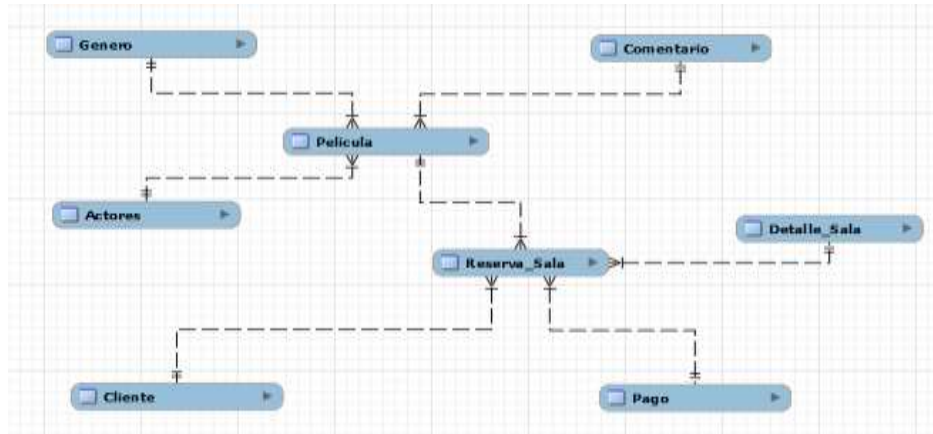 Genero
Comentario
Pelicula
Actores
Detalle_Sala
Reserva_Sala
Cliente
Pago